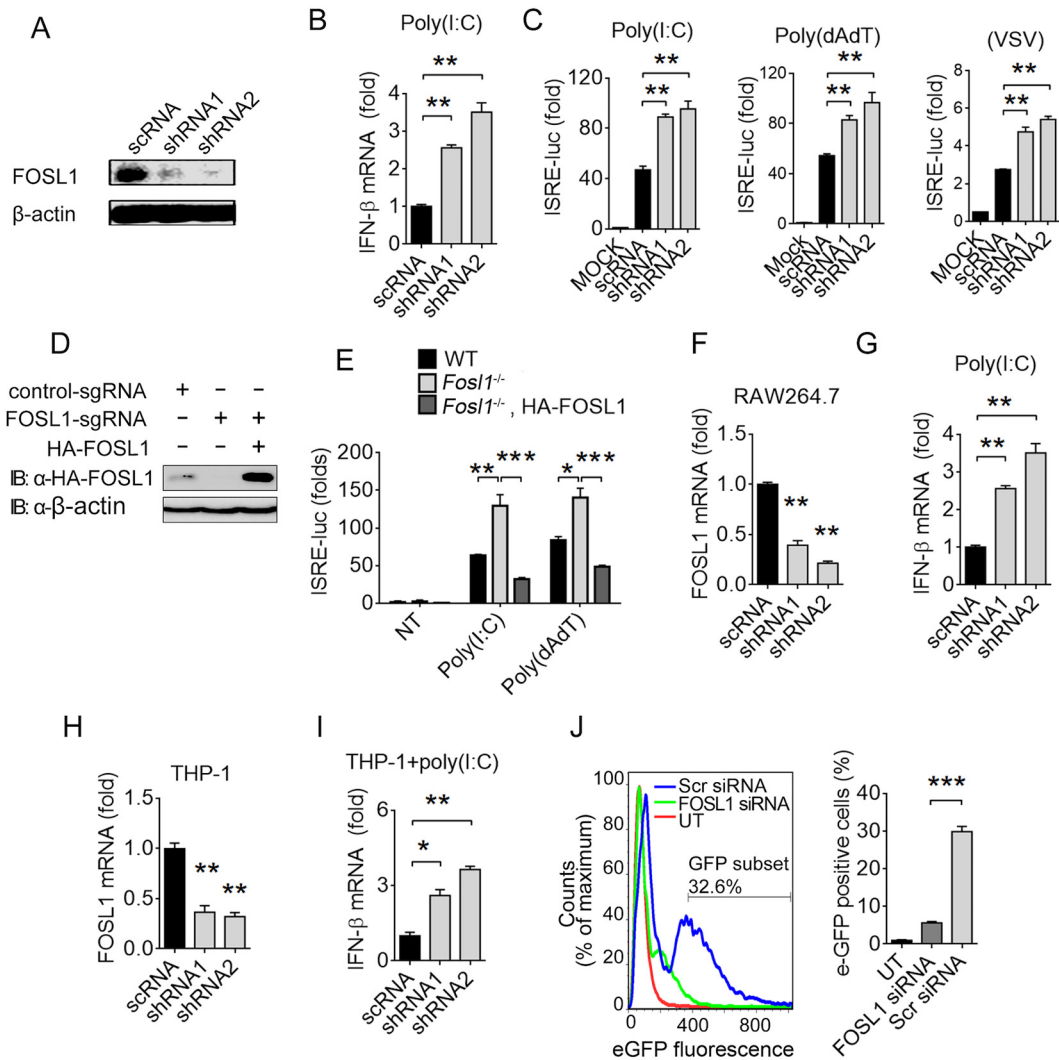 A
scRNA
shRNA1
shRNA2
FOSL1
β-actin
B
Poly(I:C)
**
**
IFN-β mRNA (fold)
6
4
2
0
scRNA
shRNA1
shRNA2
C
Poly(I:C)
**
**
ISRE-luc (fold)
120
80
40
0
MOCK
scRNA
shRNA1
shRNA2
Poly(dAdT)
**
**
ISRE-luc (fold)
120
80
40
0
Mock
scRNA
shRNA1
shRNA2
(VSV)
**
**
ISRE-luc (fold)
8
6
4
2
0
MOCK
scRNA
shRNA1
shRNA2
D
control-sgRNA + − −
FOSL1-sgRNA − + +
HA-FOSL1 − − +
IB: α-HA-FOSL1
IB: α-β-actin
E
WT
Fosl1-/-
Fosl1-/- , HA-FOSL1
** ***
* ***
ISRE-luc (folds)
200
150
100
50
0
NT
Poly(I:C)
Poly(dAdT)
F
RAW264.7
**
**
FOSL1 mRNA (fold)
1.5
1.0
0.5
0.0
scRNA
shRNA1
shRNA2
G
Poly(I:C)
**
**
IFN-β mRNA (fold)
4
3
2
1
0
scRNA
shRNA1
shRNA2
H
THP-1
**
**
FOSL1 mRNA (fold)
1.5
1.0
0.5
0.0
scRNA
shRNA1
shRNA2
I
THP-1+poly(I:C)
**
*
IFN-β mRNA (fold)
6
3
0
scRNA
shRNA1
shRNA2
J
Counts
(% of maximum)
100
80
60
40
20
0
Scr siRNA
FOSL1 siRNA
UT
GFP subset
32.6%
0 400 800
eGFP fluorescence
e-GFP positive cells (%)
***
40
30
20
10
0
UT
FOSL1 siRNA
Scr siRNA